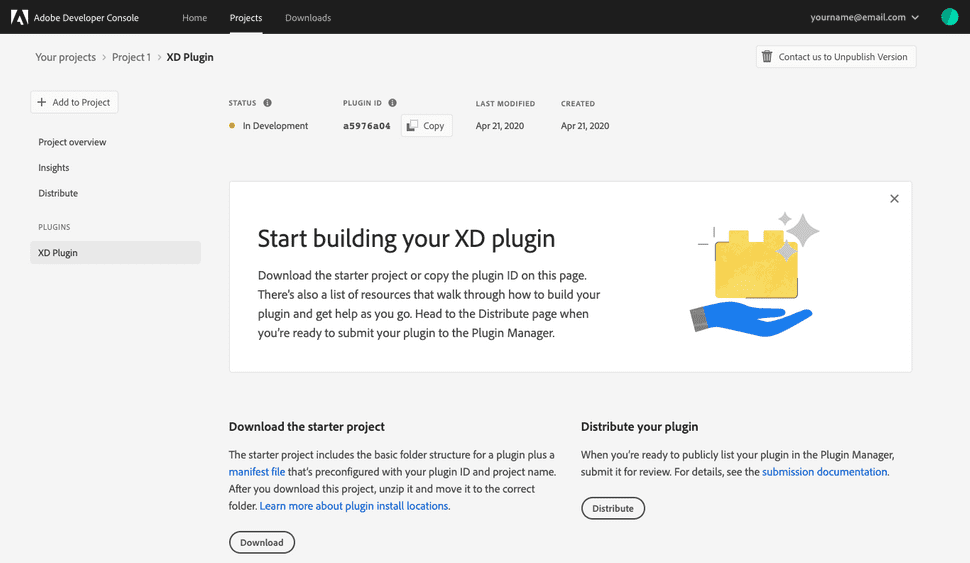 Adobe Developer Console Home Projects Downloads yourname@email.com
Your projects > Project 1 > XD Plugin Contact us to Unpublish Version
+ Add to Project
Project overview
Insights
Distribute
PLUGINS
XD Plugin
STATUS PLUGIN ID LAST MODIFIED CREATED
In Development a5976a04 Copy Apr 21, 2020 Apr 21, 2020
Start building your XD plugin
Download the starter project or copy the plugin ID on this page.
There's also a list of resources that walk through how to build your
plugin and get help as you go. Head to the Distribute page when
you're ready to submit your plugin to the Plugin Manager.
Download the starter project
The starter project includes the basic folder structure for a plugin plus a
manifest file that's preconfigured with your plugin ID and project name.
After you download this project, unzip it and move it to the correct
folder. Learn more about plugin install locations.
Download
Distribute your plugin
When you're ready to publicly list your plugin in the Plugin Manager,
submit it for review. For details, see the submission documentation.
Distribute